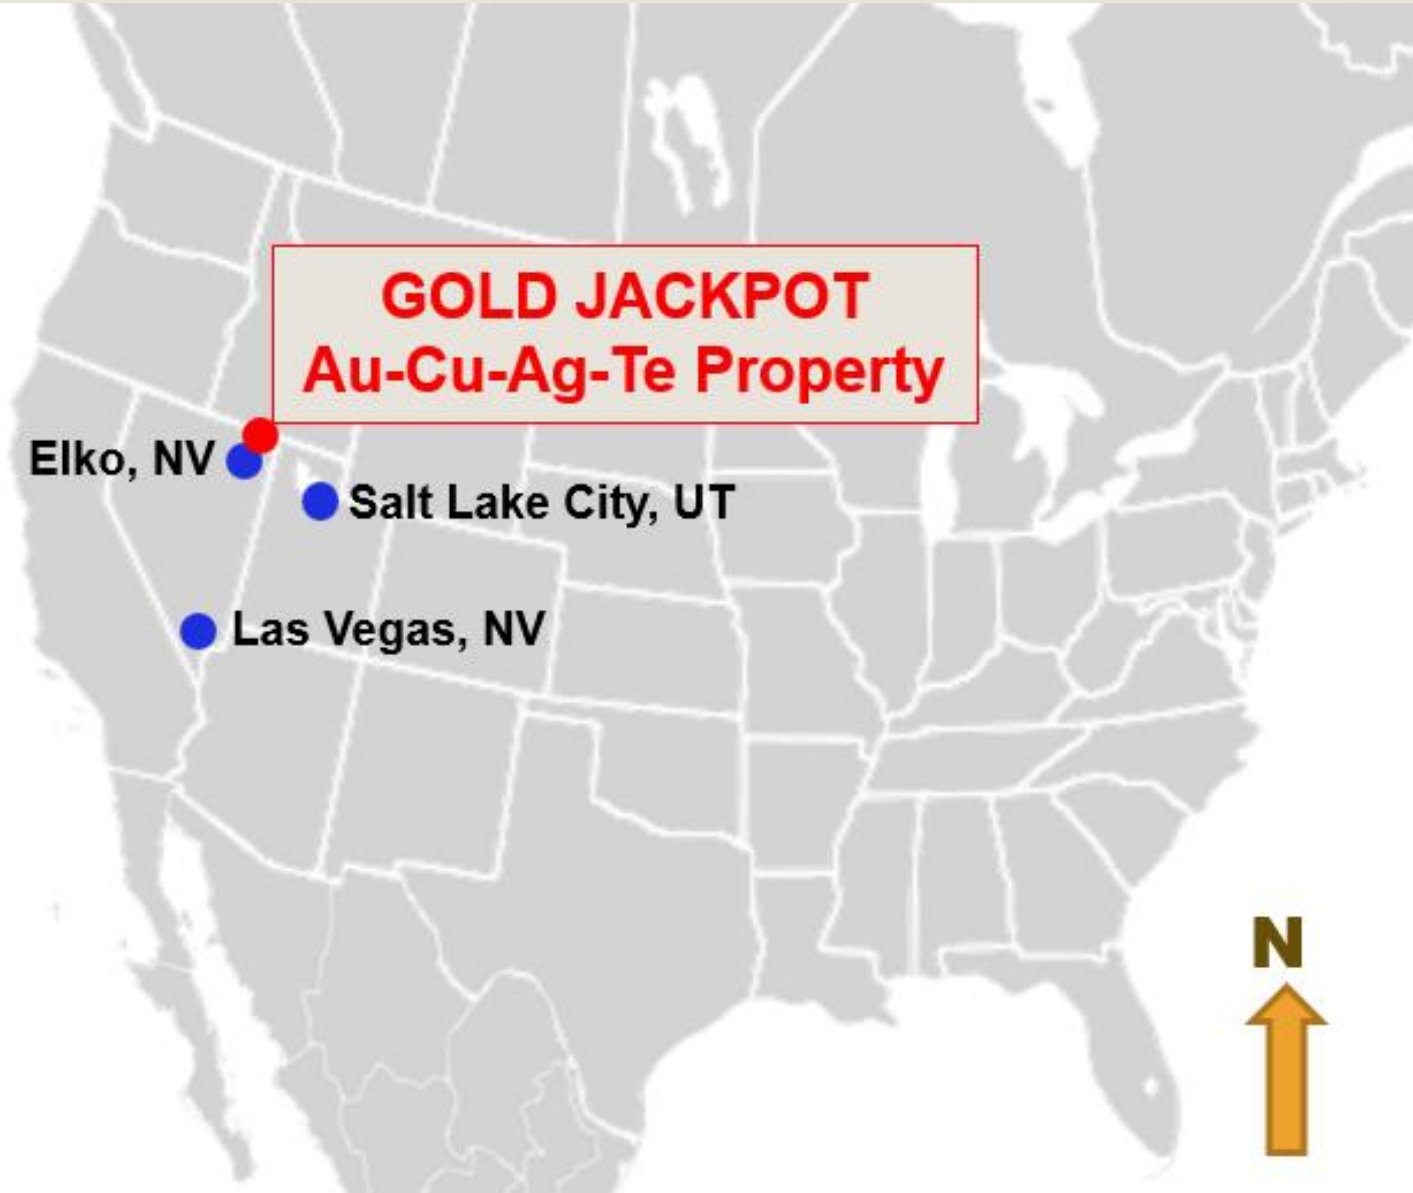 GOLD JACKPOT
Au-Cu-Ag-Te Property
Elko, NV
Salt Lake City, UT
Las Vegas, NV
N